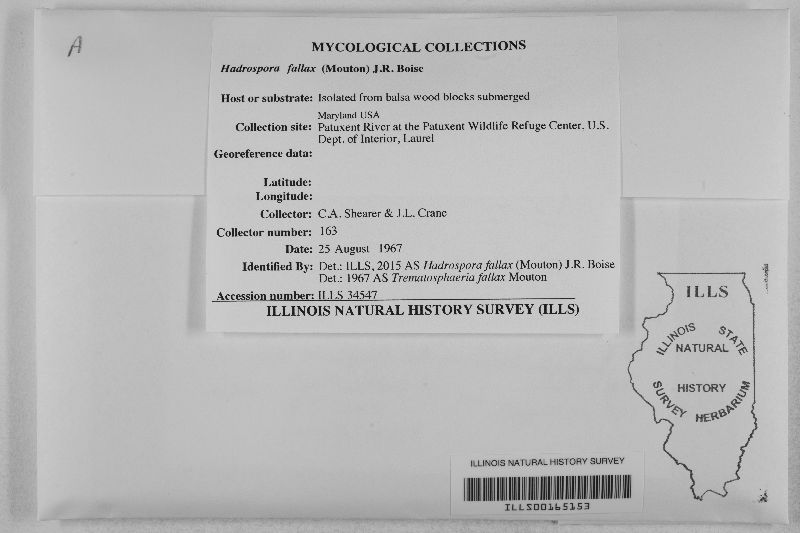 A
MYCOLOGICAL COLLECTIONS
Hadrospora fallax (Mouton) J.R. Boise
Host or substrate: Isolated from balsa wood blocks submerged
Maryland USA
Collection site: Patuxent River at the Patuxent Wildlife Refuge Center, U.S.
Dept. of Interior, Laurel
Georeference data:
Latitude:
Longitude:
Collector: C.A. Shearer & J.L. Crane
Collector number: 163
Date: 25 August 1967
Identified By: Det.: ILLS, 2015 AS Hadrospora fallax (Mouton) J.R. Boise
Det.: 1967 AS Trematosphaeria fallax Mouton
Accession number: ILLS 34547
ILLINOIS NATURAL HISTORY SURVEY (ILLS)
ILLS
ILLINOIS STATE
NATURAL
HISTORY
SURVEY HERBARIUM
ILLINOIS NATURAL HISTORY SURVEY
ILLS00165153